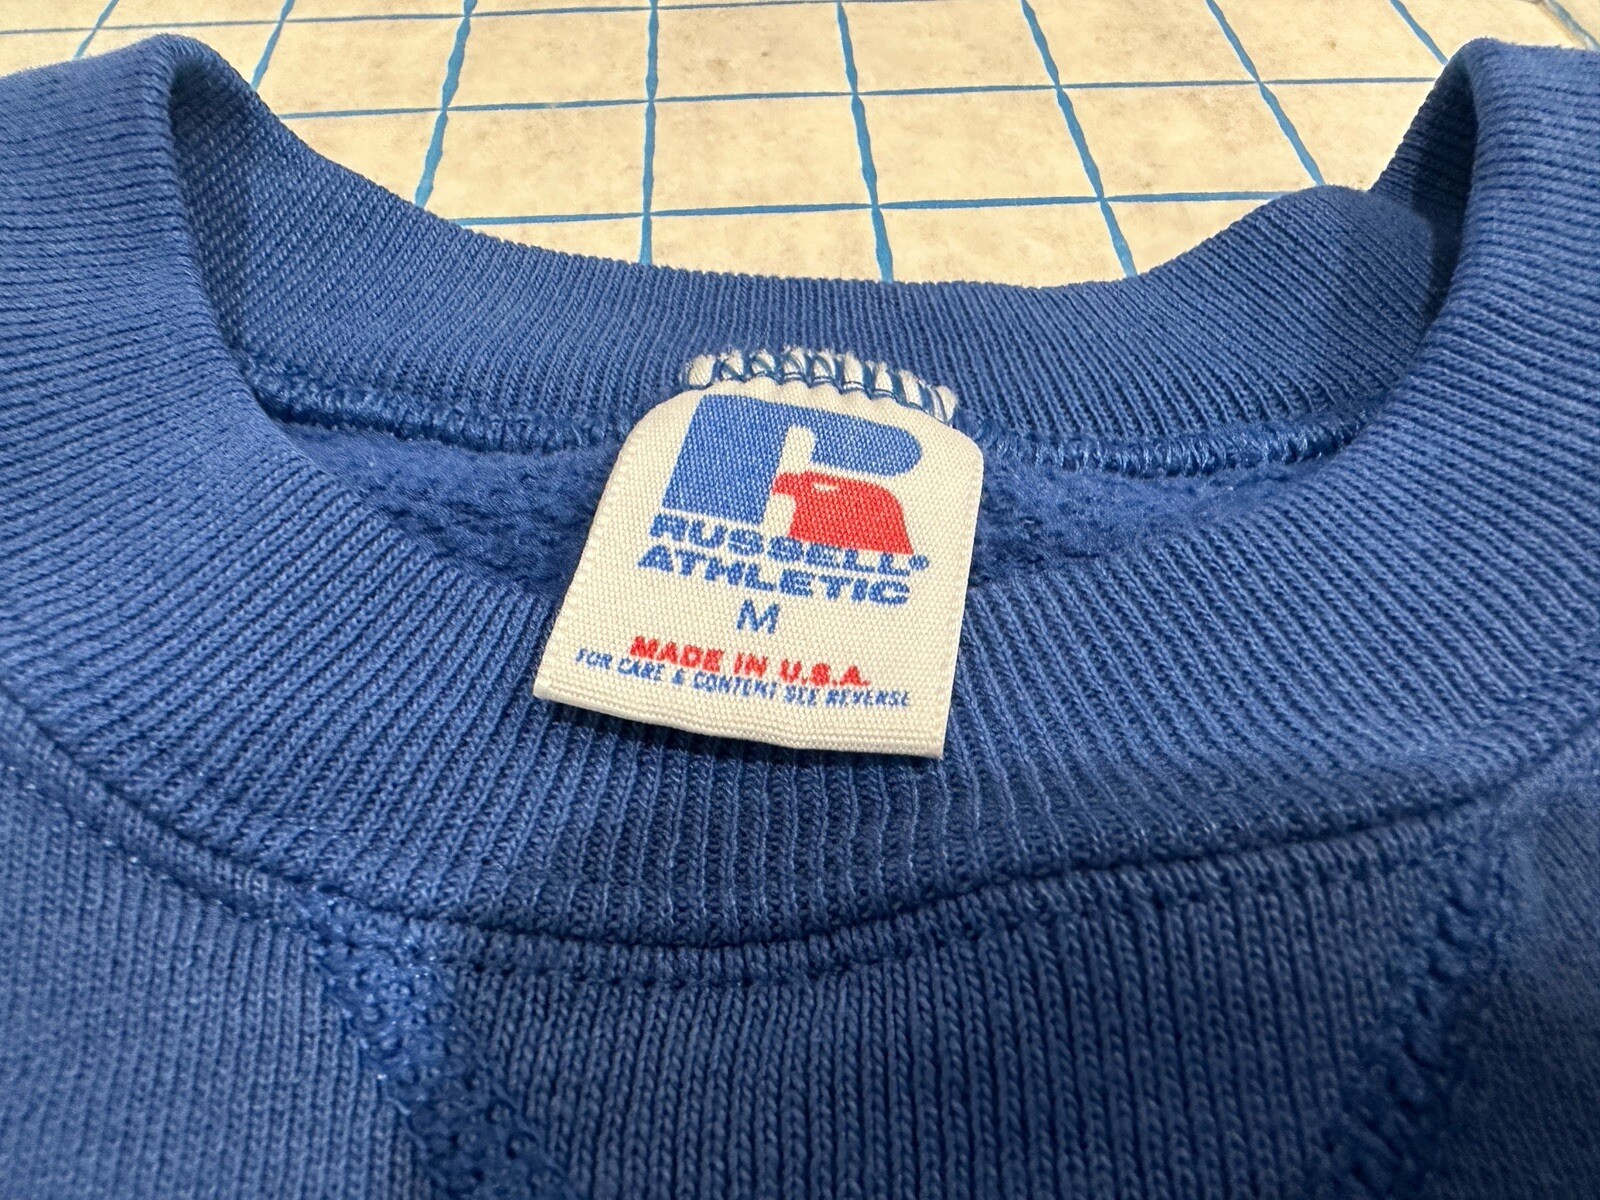 RUSSELL®
ATHLETIC
M
MADE IN U.S.A.
FOR CARE & CONTENT SEE REVERSE